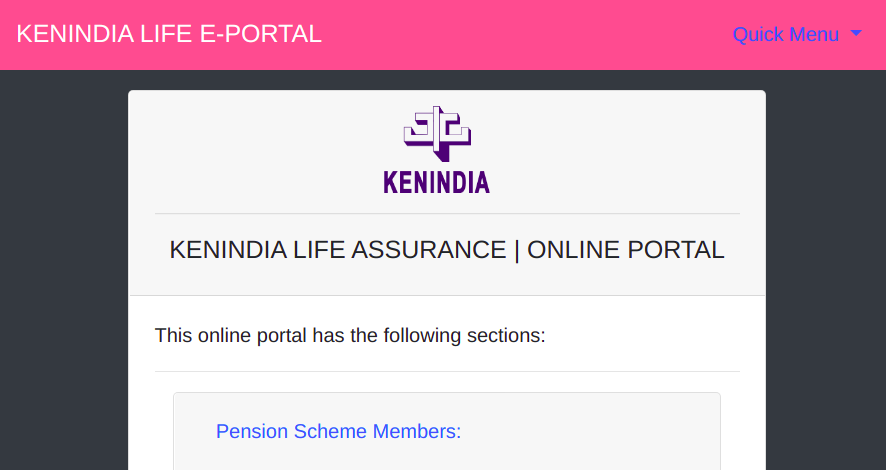 KENINDIA LIFE E-PORTAL
Quick Menu
KENINDIA
KENINDIA LIFE ASSURANCE | ONLINE PORTAL
This online portal has the following sections:
Pension Scheme Members: